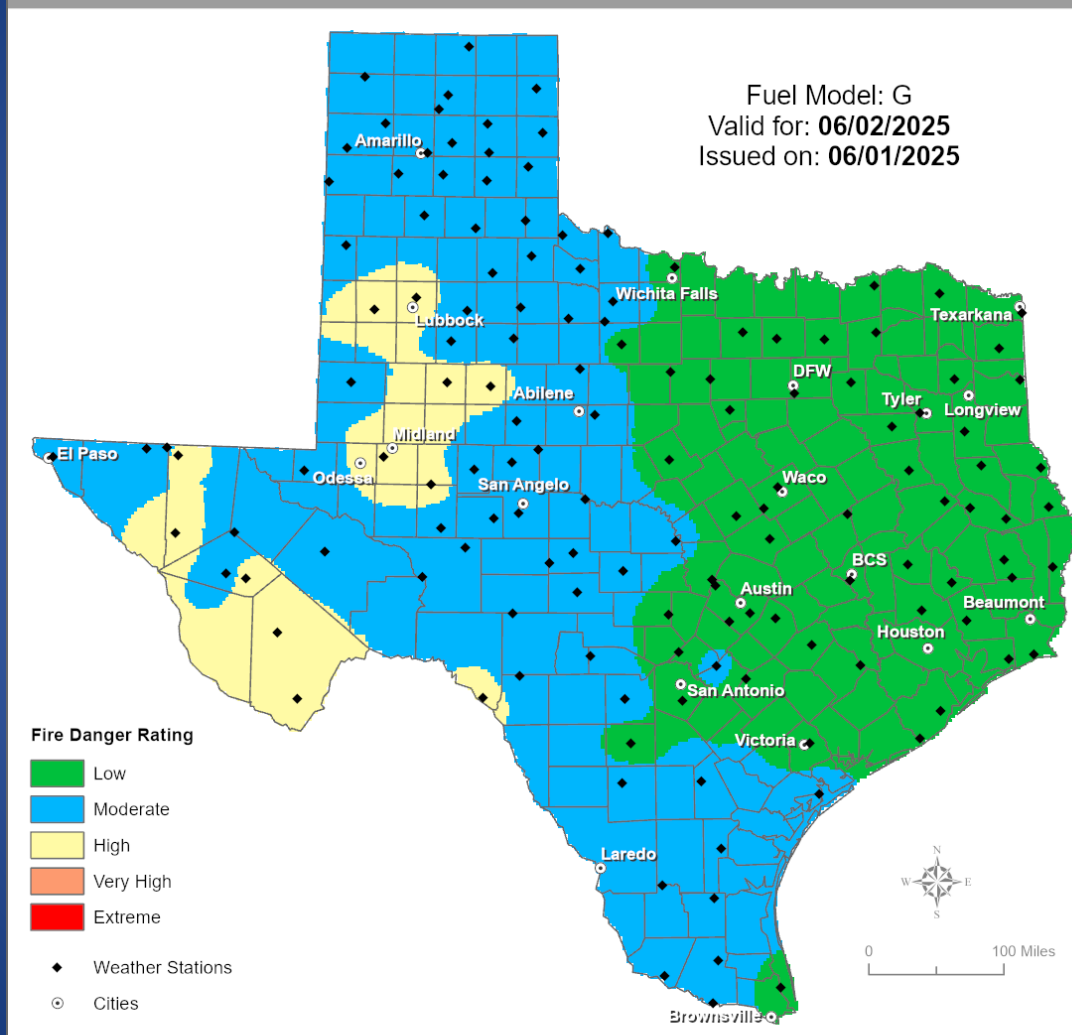 Fuel Model: G
Valid for: 06/02/2025
Issued on: 06/01/2025
Amarillo
Wichita Falls
Lubbock
Texarkana
DFW
Abilene
Tyler
Longview
Midland
El Paso
Odessa
San Angelo
Waco
BCS
Austin
Beaumont
Houston
San Antonio
Victoria
Laredo
Brownsville
Fire Danger Rating
Low
Moderate
High
Very High
Extreme
Weather Stations
Cities
N
W E
S
0 100 Miles